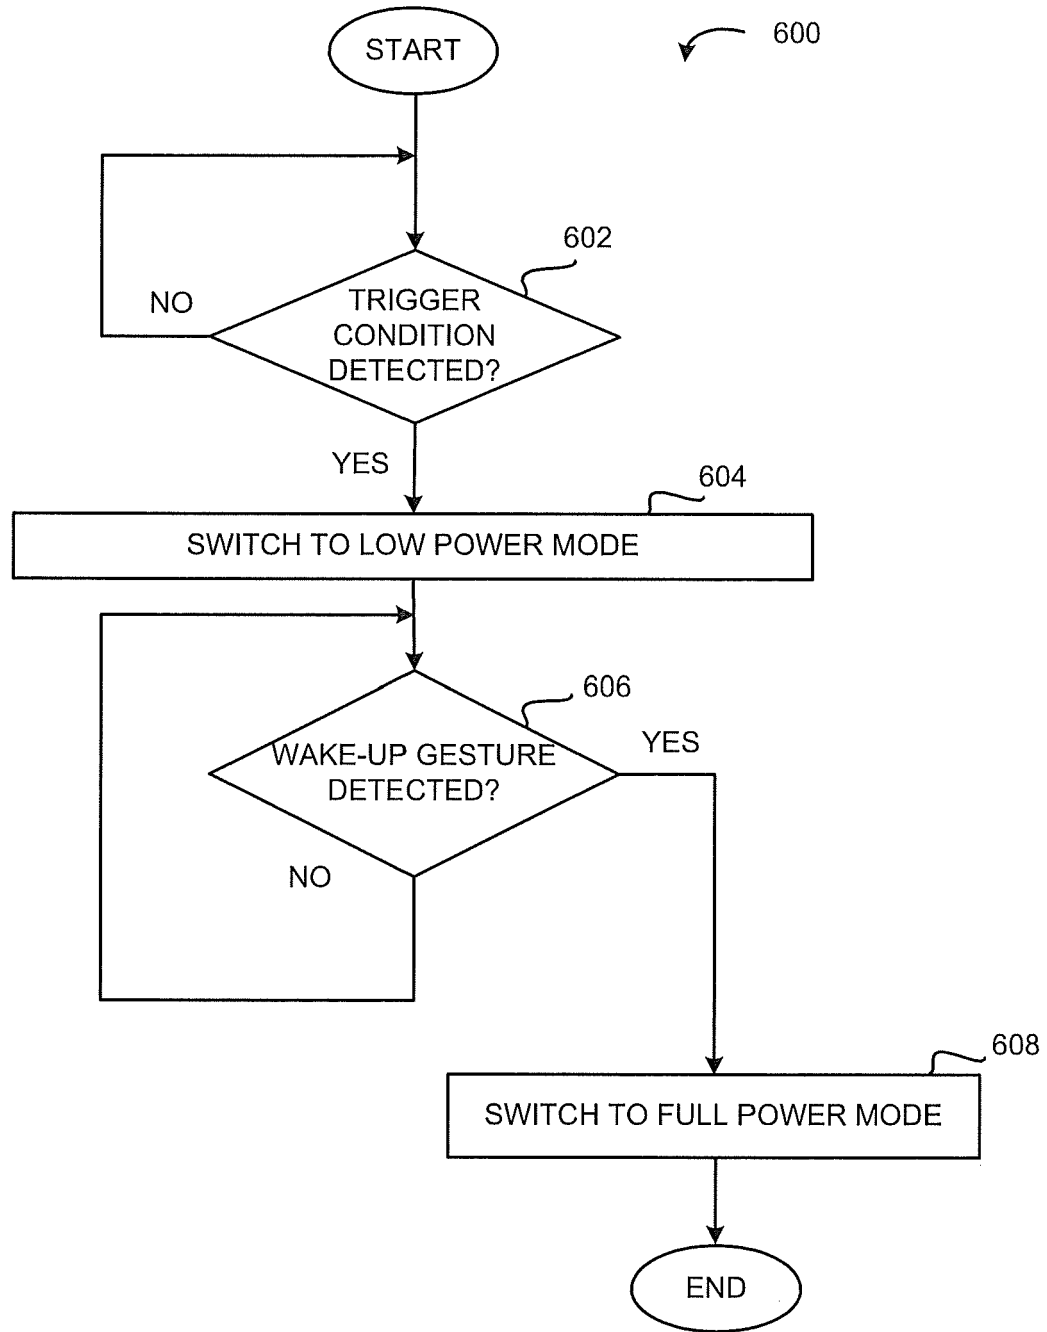 START
600
602
TRIGGER
CONDITION
DETECTED?
NO
YES
604
SWITCH TO LOW POWER MODE
606
WAKE-UP GESTURE
DETECTED?
YES
NO
608
SWITCH TO FULL POWER MODE
END